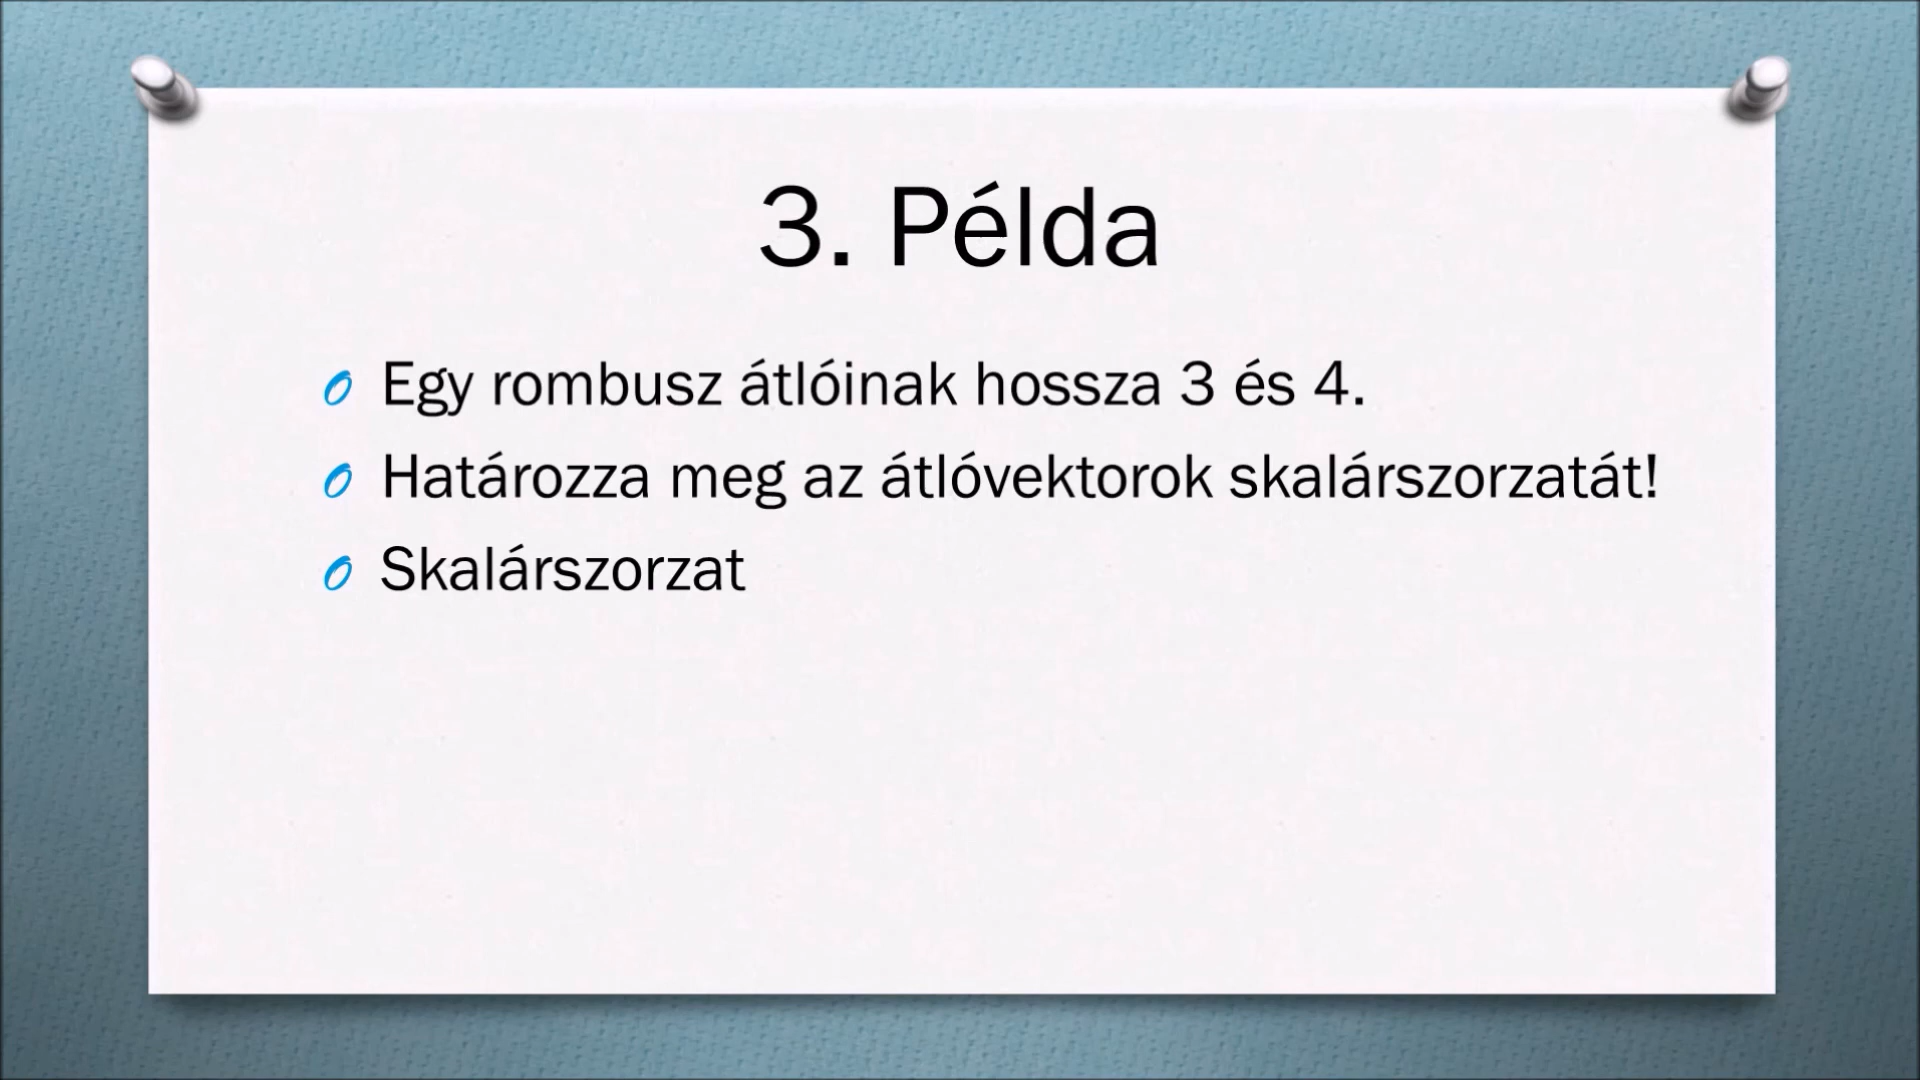 3. Példa
Egy rombusz átlóinak hossza 3 és 4.
Határozza meg az átlóvektorok skalárszorzatát!
Skalárszorzat